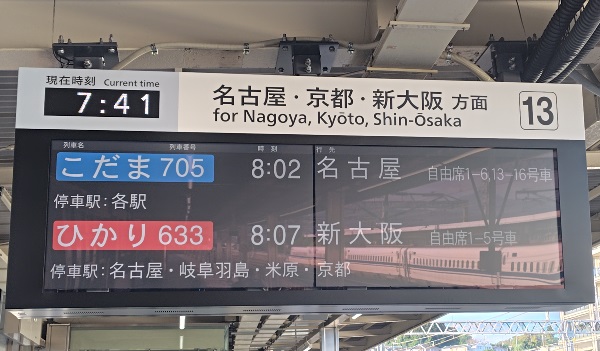 現在時刻 Current time
7:41
名古屋・京都・新大阪 方面
for Nagoya, Kyōto, Shin-Ōsaka
13
列車名 列車番号 時刻 行先
こだま 705 8:02 名古屋 自由席1-6,13-16号車
停車駅：各駅
ひかり 633 8:07 新大阪 自由席1-5号車
停車駅：名古屋・岐阜羽島・米原・京都